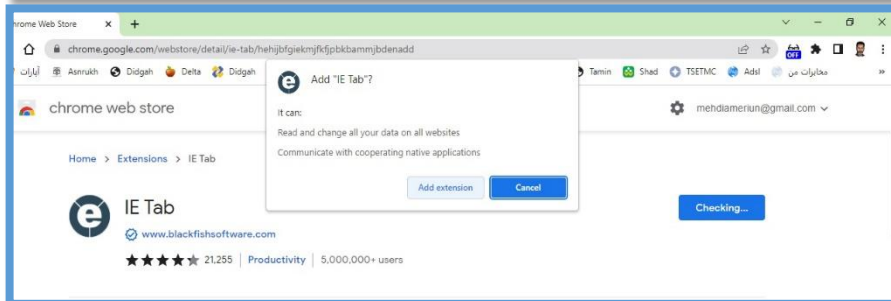 hrome Web Store
chrome.google.com/webstore/detail/ie-tab/hehijbfgiekmjfkfjpbkbammjbdenadd
OFF
آپارات Asnrukh Didgah Delta Didgah Tamin Shad TSETMC Adsl مخابرات من »
Add "IE Tab"?
It can:
Read and change all your data on all websites
Communicate with cooperating native applications
Add extension Cancel
chrome web store
mehdiameriun@gmail.com
Home > Extensions > IE Tab
IE Tab
www.blackfishsoftware.com
21,255 Productivity 5,000,000+ users
Checking...